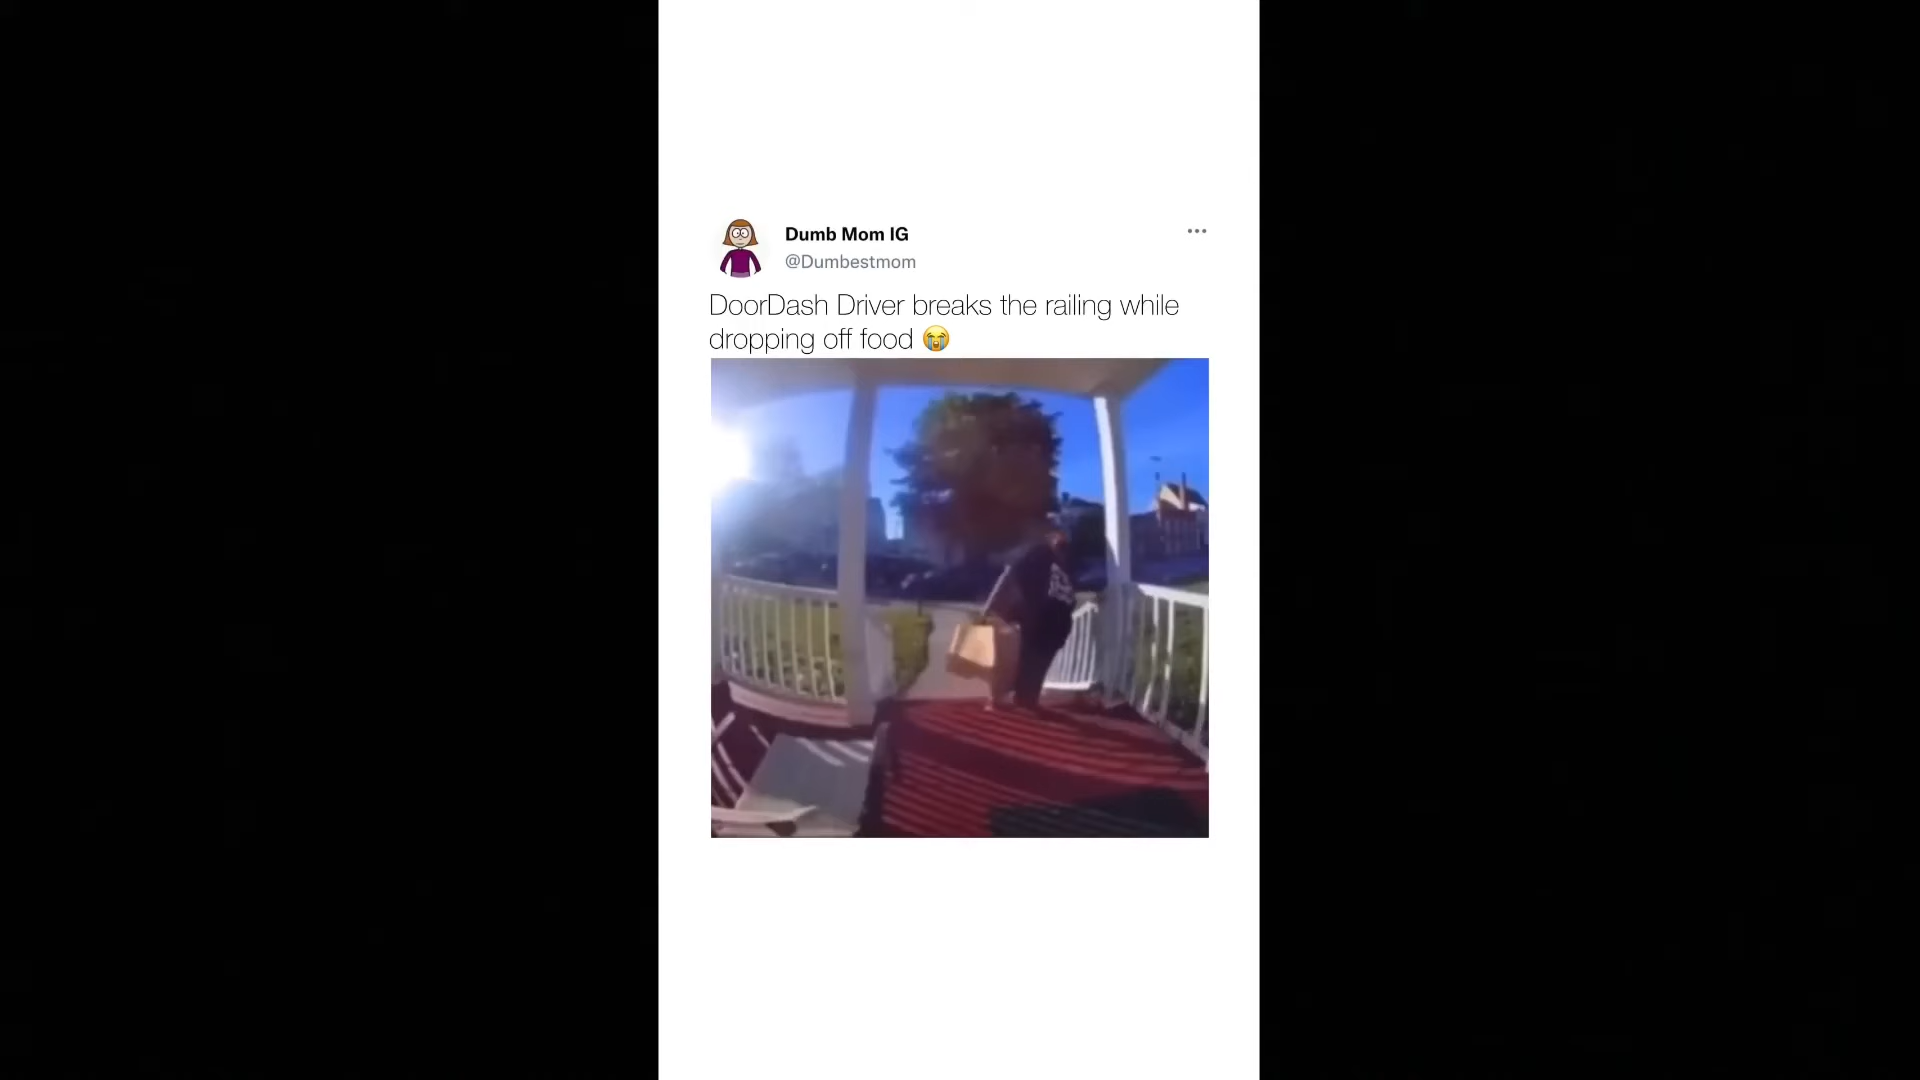 Dumb Mom IG
@Dumbestmom
DoorDash Driver breaks the railing while
dropping off food 😭